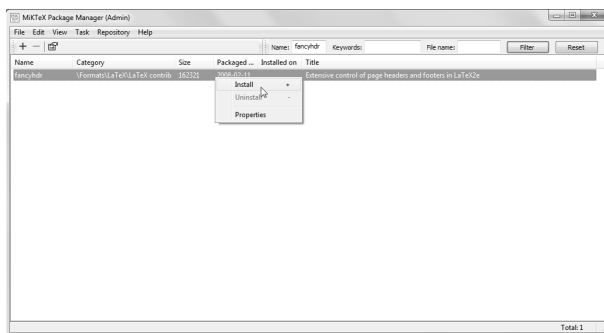 MiKTeX Package Manager (Admin)
File Edit View Task Repository Help
Name: fancyhdr Keywords: File name: Filter Reset
Name Category Size Packaged ... Installed on Title
fancyhdr \Formats\LaTeX\LaTeX contrib 162321 2008-02-11 Extensive control of page headers and footers in LaTeX2e
Install +
Uninstall -
Properties
Total: 1